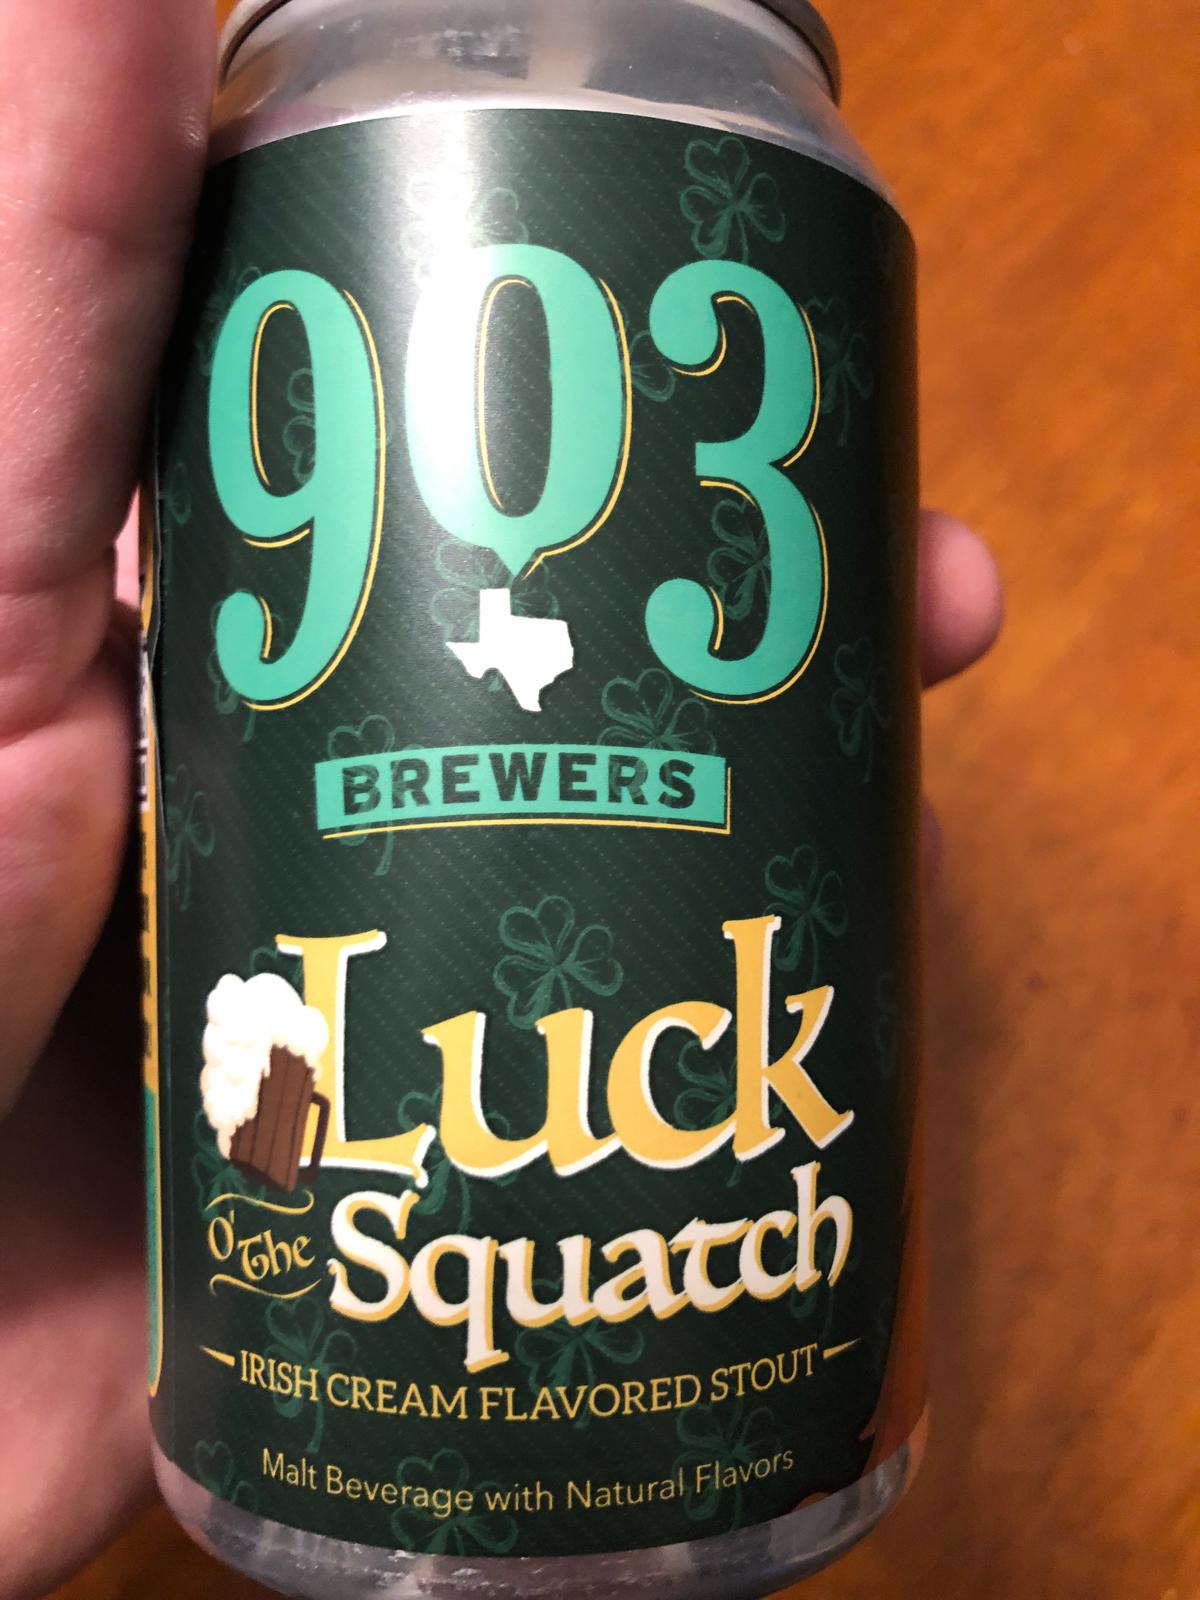 903
BREWERS
Luck
O' The Squatch
IRISH CREAM FLAVORED STOUT
Malt Beverage with Natural Flavors